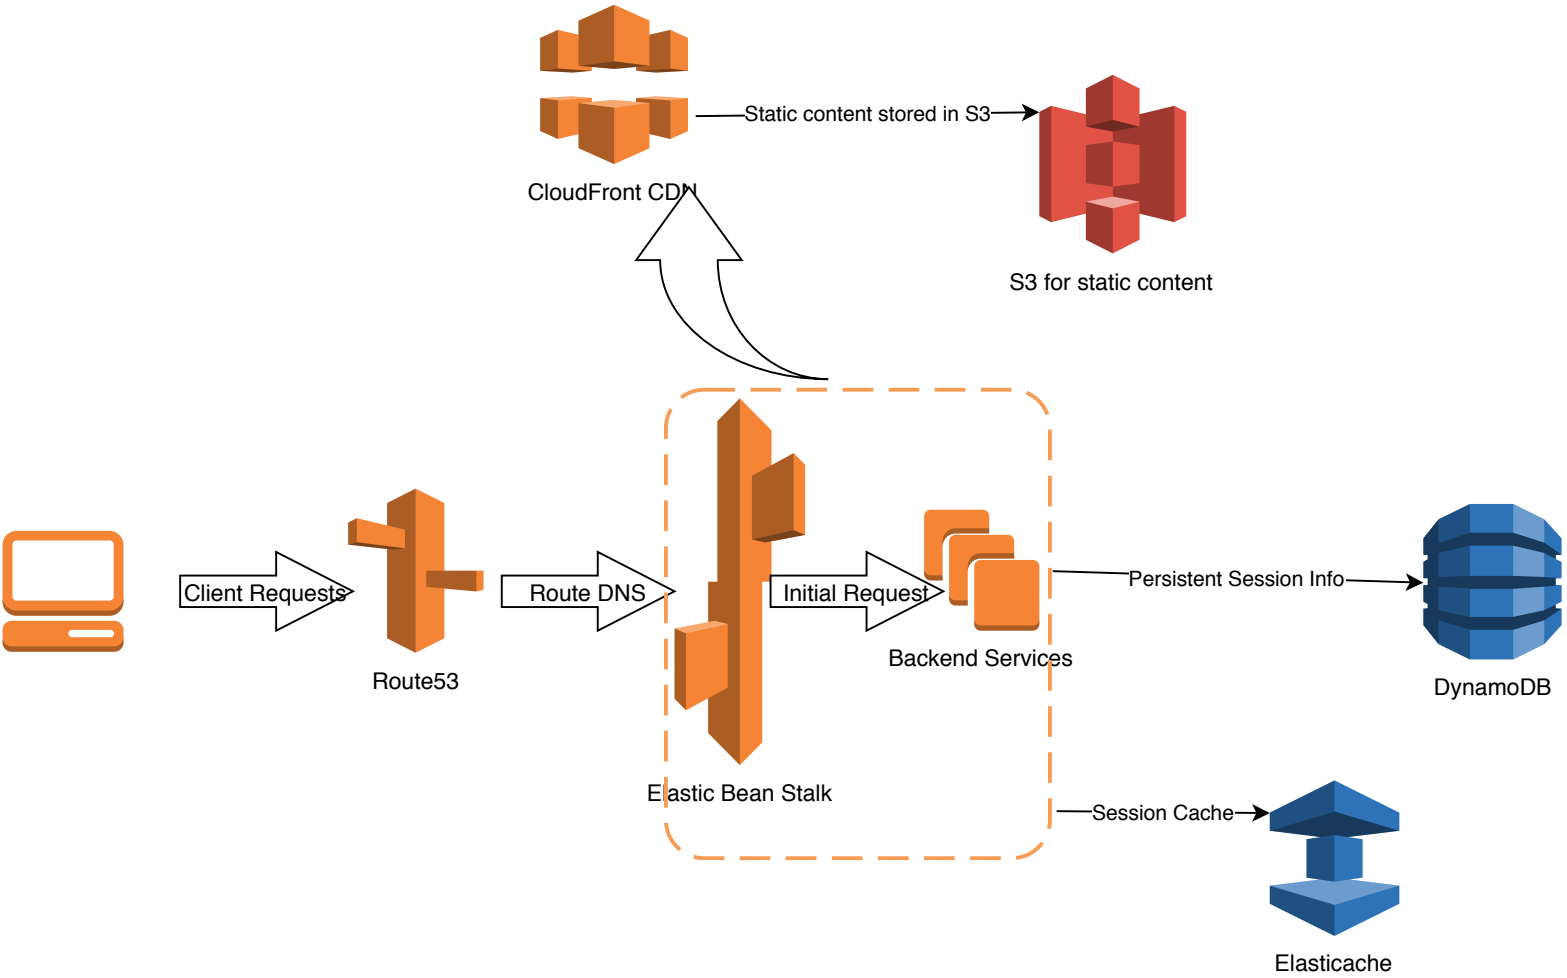 Static content stored in S3
CloudFront CDN
S3 for static content
Client Requests
Route DNS
Initial Request
Persistent Session Info
Backend Services
Route53
DynamoDB
Elastic Bean Stalk
Session Cache
Elasticache